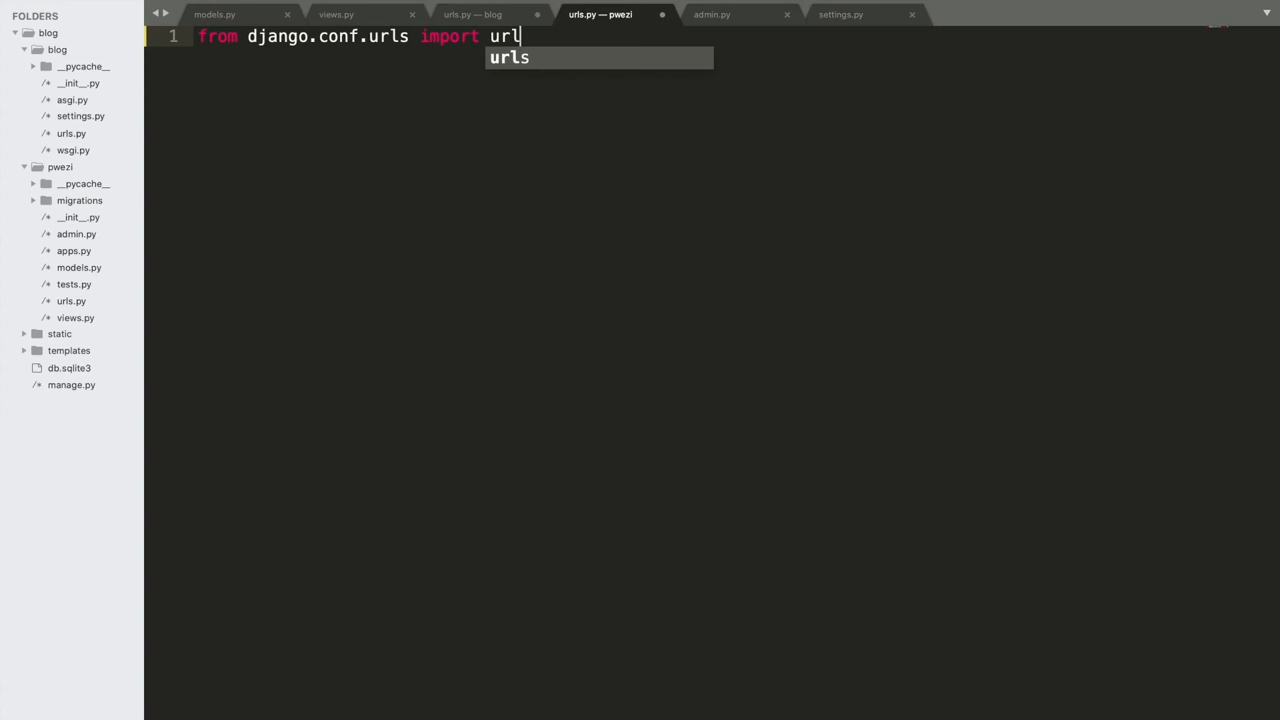 FOLDERS
blog
blog
__pycache__
__init__.py
asgi.py
settings.py
urls.py
wsgi.py
pwezi
__pycache__
migrations
__init__.py
admin.py
apps.py
models.py
tests.py
urls.py
views.py
static
templates
db.sqlite3
manage.py
models.py
views.py
urls.py — blog
urls.py — pwezi
admin.py
settings.py
1 from django.conf.urls import url
urls